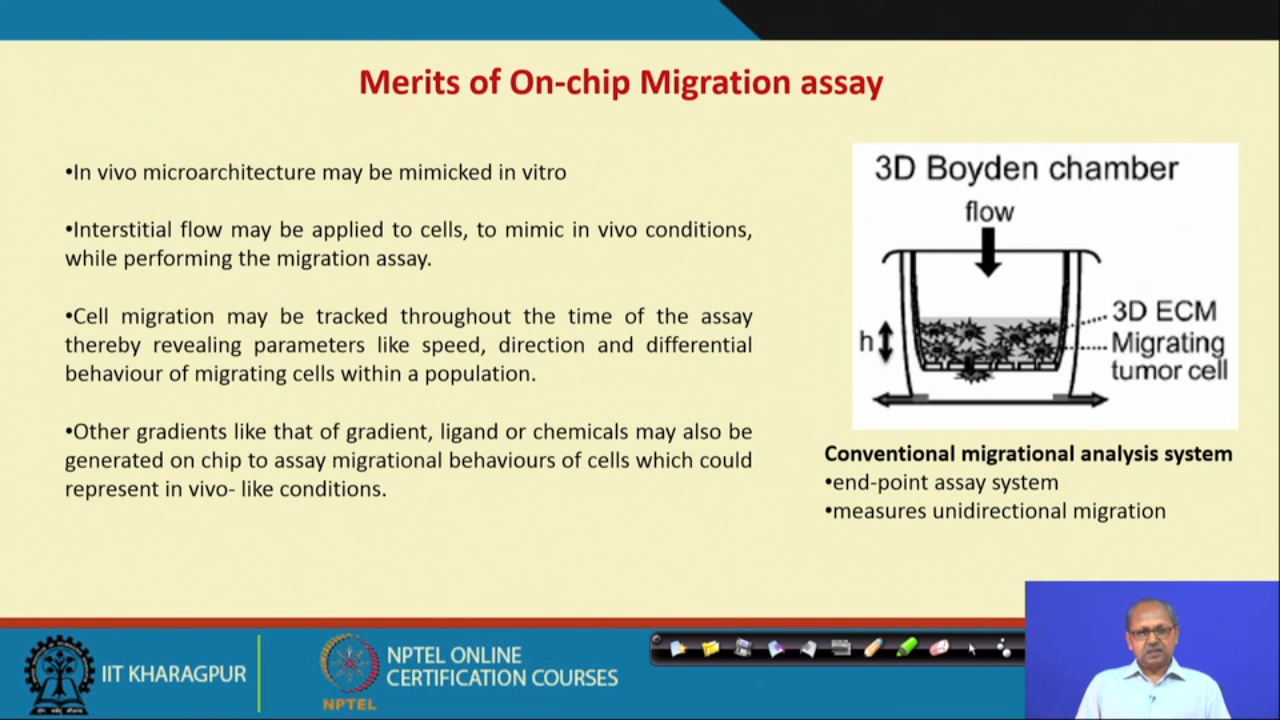 Merits of On-chip Migration assay
•In vivo microarchitecture may be mimicked in vitro
•Interstitial flow may be applied to cells, to mimic in vivo conditions,
while performing the migration assay.
•Cell migration may be tracked throughout the time of the assay
thereby revealing parameters like speed, direction and differential
behaviour of migrating cells within a population.
•Other gradients like that of gradient, ligand or chemicals may also be
generated on chip to assay migrational behaviours of cells which could
represent in vivo- like conditions.
3D Boyden chamber
flow
h
3D ECM
Migrating
tumor cell
Conventional migrational analysis system
•end-point assay system
•measures unidirectional migration
IIT KHARAGPUR
NPTEL
NPTEL ONLINE
CERTIFICATION COURSES